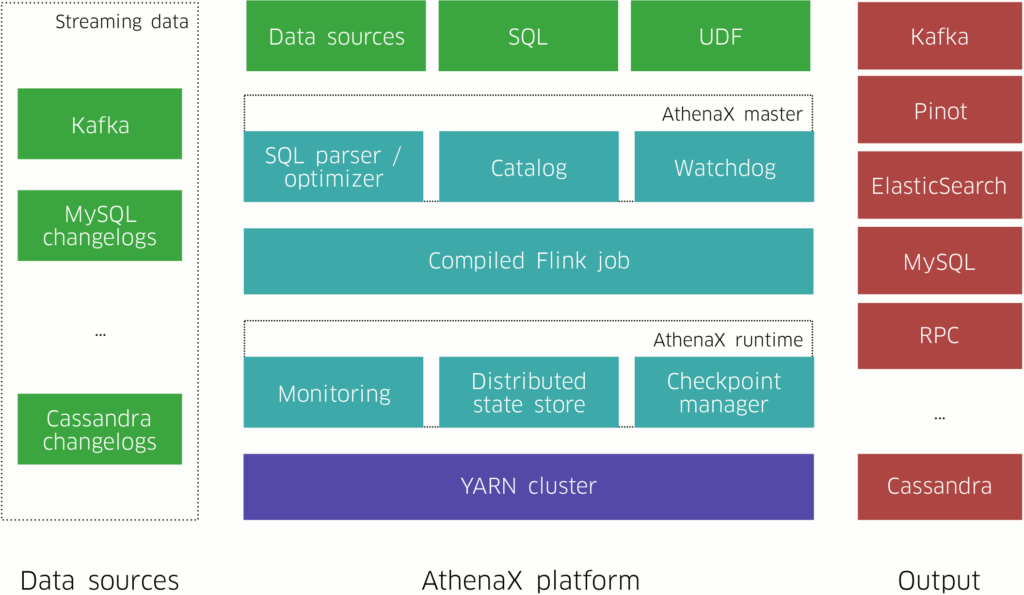 Streaming data
Kafka
MySQL
changelogs
...
Cassandra
changelogs
Data sources
Data sources
SQL
UDF
AthenaX master
SQL parser /
optimizer
Catalog
Watchdog
Compiled Flink job
AthenaX runtime
Monitoring
Distributed
state store
Checkpoint
manager
YARN cluster
AthenaX platform
Kafka
Pinot
ElasticSearch
MySQL
RPC
...
Cassandra
Output